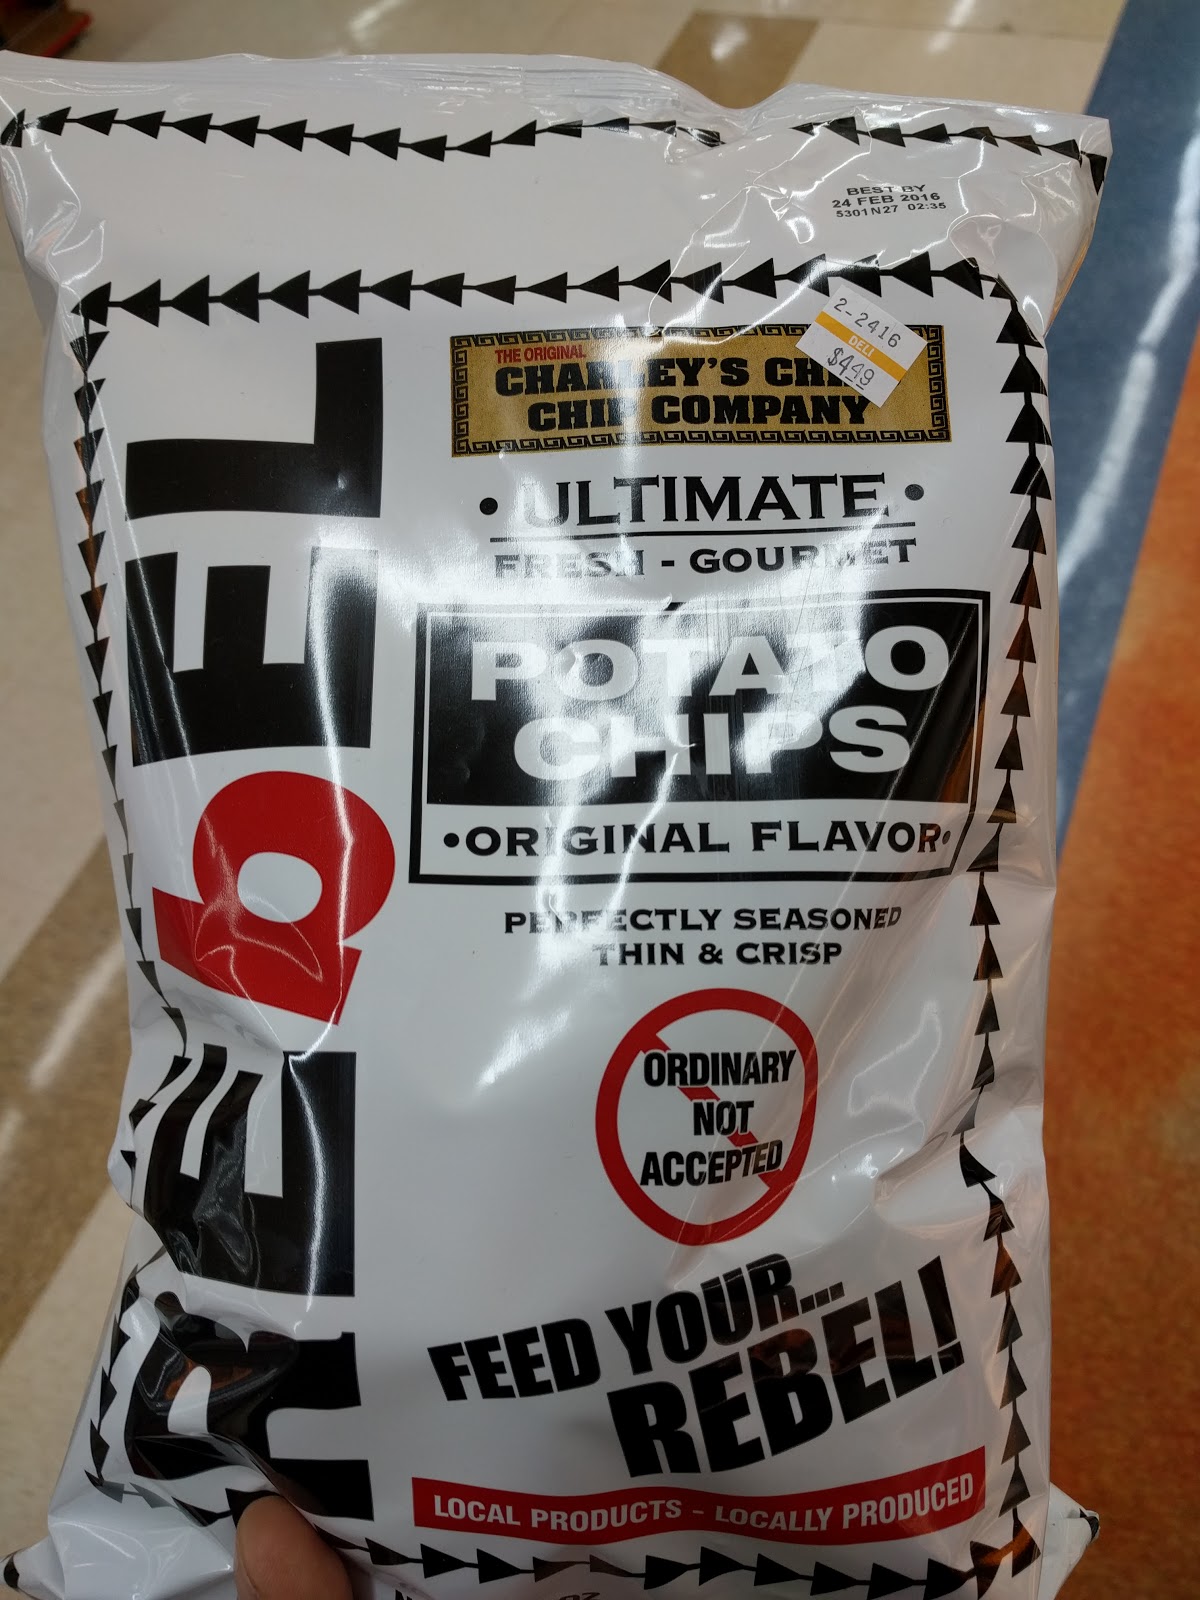 BEST BY
24 FEB 2016
5301N27 02:35
2-2416
DELI
$4.49
THE ORIGINAL
CHARLEY'S
CHIP COMPANY
REbEL
• ULTIMATE •
FRESH - GOURMET
POTATO
CHIPS
•ORIGINAL FLAVOR•
PERFECTLY SEASONED
THIN & CRISP
ORDINARY
NOT
ACCEPTED
FEED YOUR...
REBEL!
LOCAL PRODUCTS - LOCALLY PRODUCED